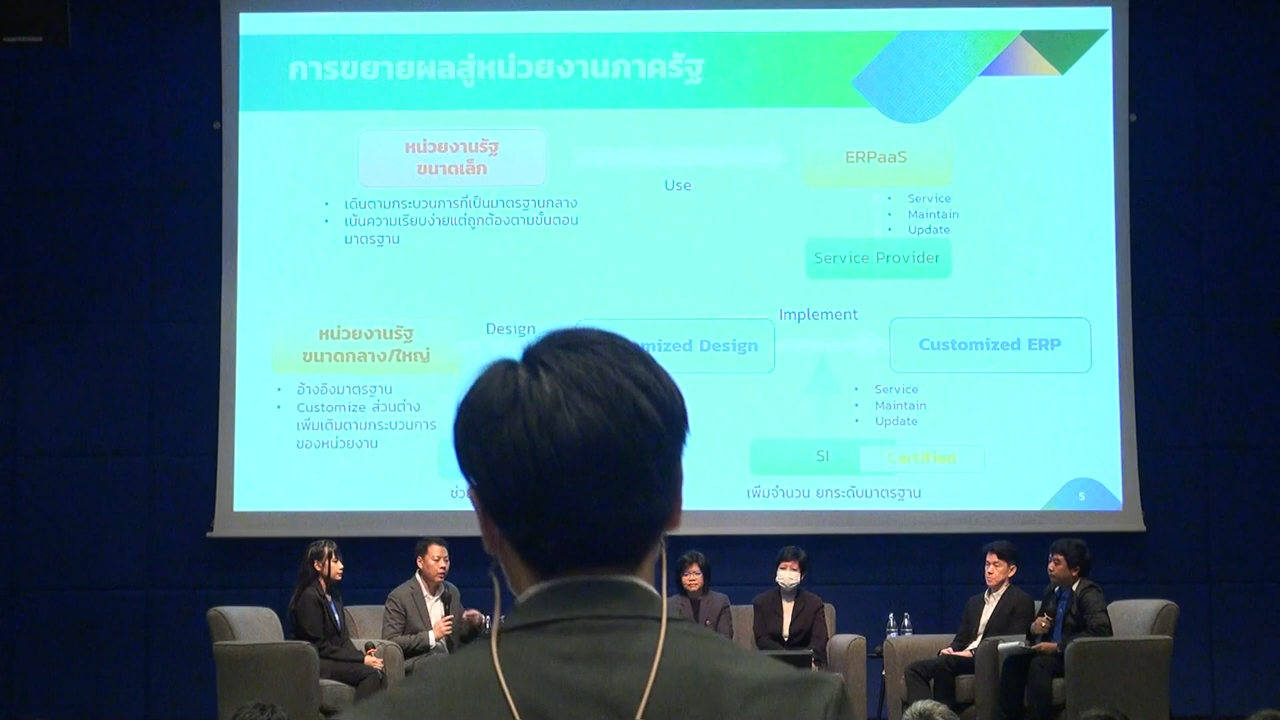 การขยายผลสู่หน่วยงานภาครัฐ
หน่วยงานรัฐ
ขนาดเล็ก
Use
ERPaaS
• เดินตามกระบวนการที่เป็นมาตรฐานกลาง
• เน้นความเรียบง่ายแต่ถูกต้องตามขั้นตอน
มาตรฐาน
• Service
• Maintain
• Update
Service Provider
หน่วยงานรัฐ
ขนาดกลาง/ใหญ่
Design
Design
Implement
Customized ERP
• อ้างอิงมาตรฐาน
• Customize ส่วนต่าง
เพิ่มเติมตามกระบวนการ
ของหน่วยงาน
• Service
• Maintain
• Update
SI
Certified
เพิ่มจำนวน ยกระดับมาตรฐาน
5